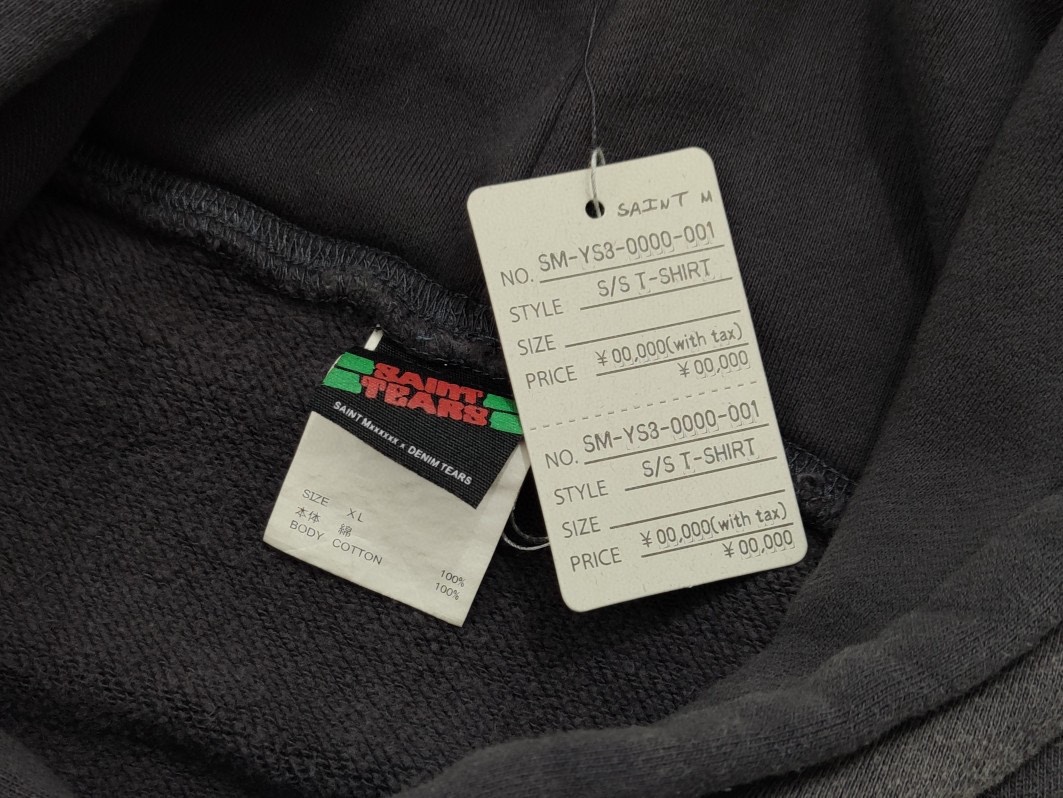 SAINT M
NO. SM-YS3-0000-001
STYLE S/S T-SHIRT
SIZE
PRICE ¥00,000(with tax)
¥00,000
NO. SM-YS3-0000-001
STYLE S/S T-SHIRT
SIZE
PRICE ¥00,000(with tax)
¥00,000
SAINT
TEARS
SAINT Mxxxxxx x DENIM TEARS
SIZE XL
本体 綿 100%
BODY COTTON 100%